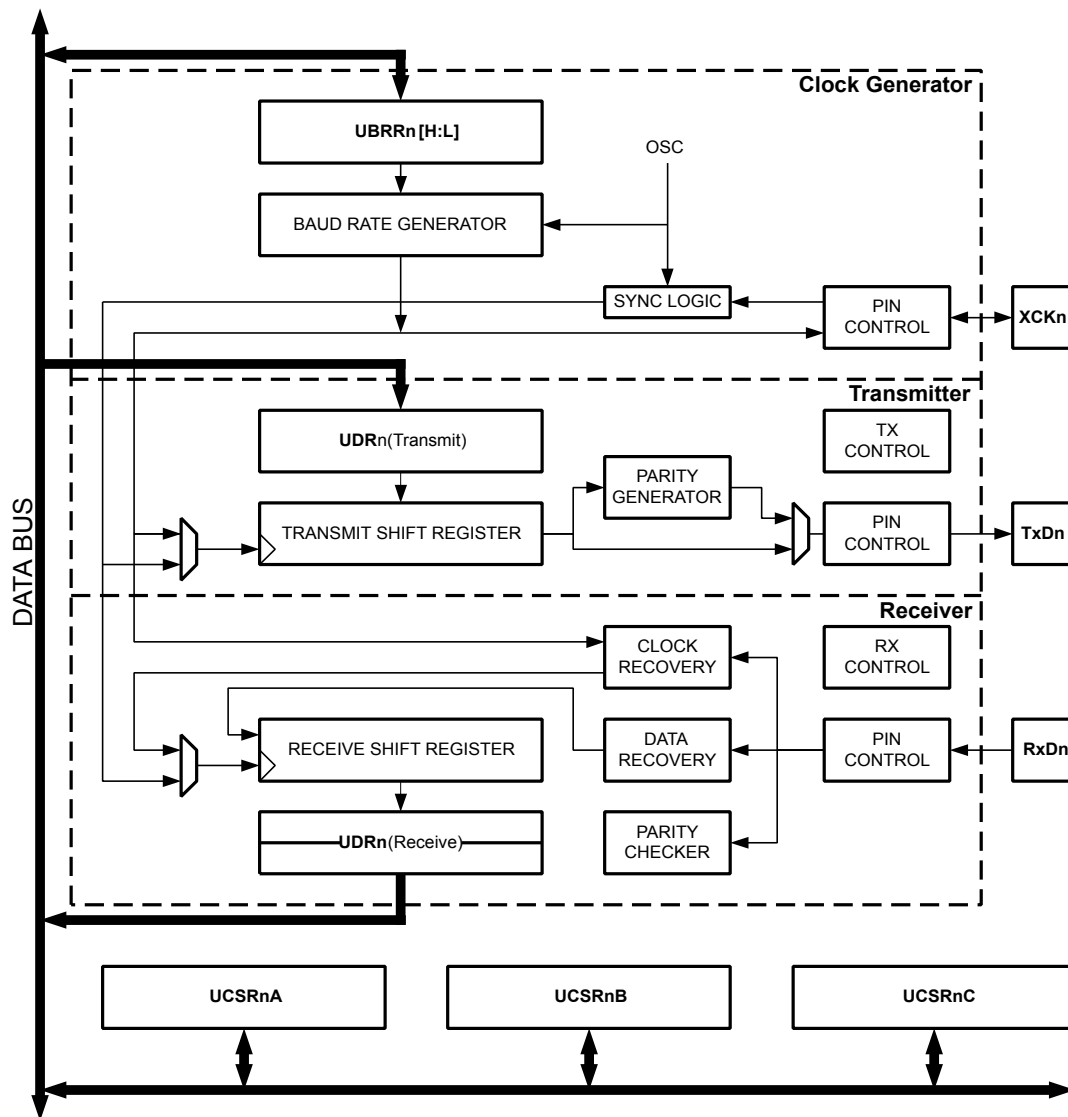 Clock Generator
UBRRn [H:L]
OSC
BAUD RATE GENERATOR
SYNC LOGIC
PIN
CONTROL
XCKn
Transmitter
TX
CONTROL
UDRn(Transmit)
PARITY
GENERATOR
TRANSMIT SHIFT REGISTER
PIN
CONTROL
TxDn
DATA BUS
Receiver
CLOCK
RECOVERY
RX
CONTROL
RECEIVE SHIFT REGISTER
DATA
RECOVERY
PIN
CONTROL
RxDn
UDRn(Receive)
PARITY
CHECKER
UCSRnA
UCSRnB
UCSRnC